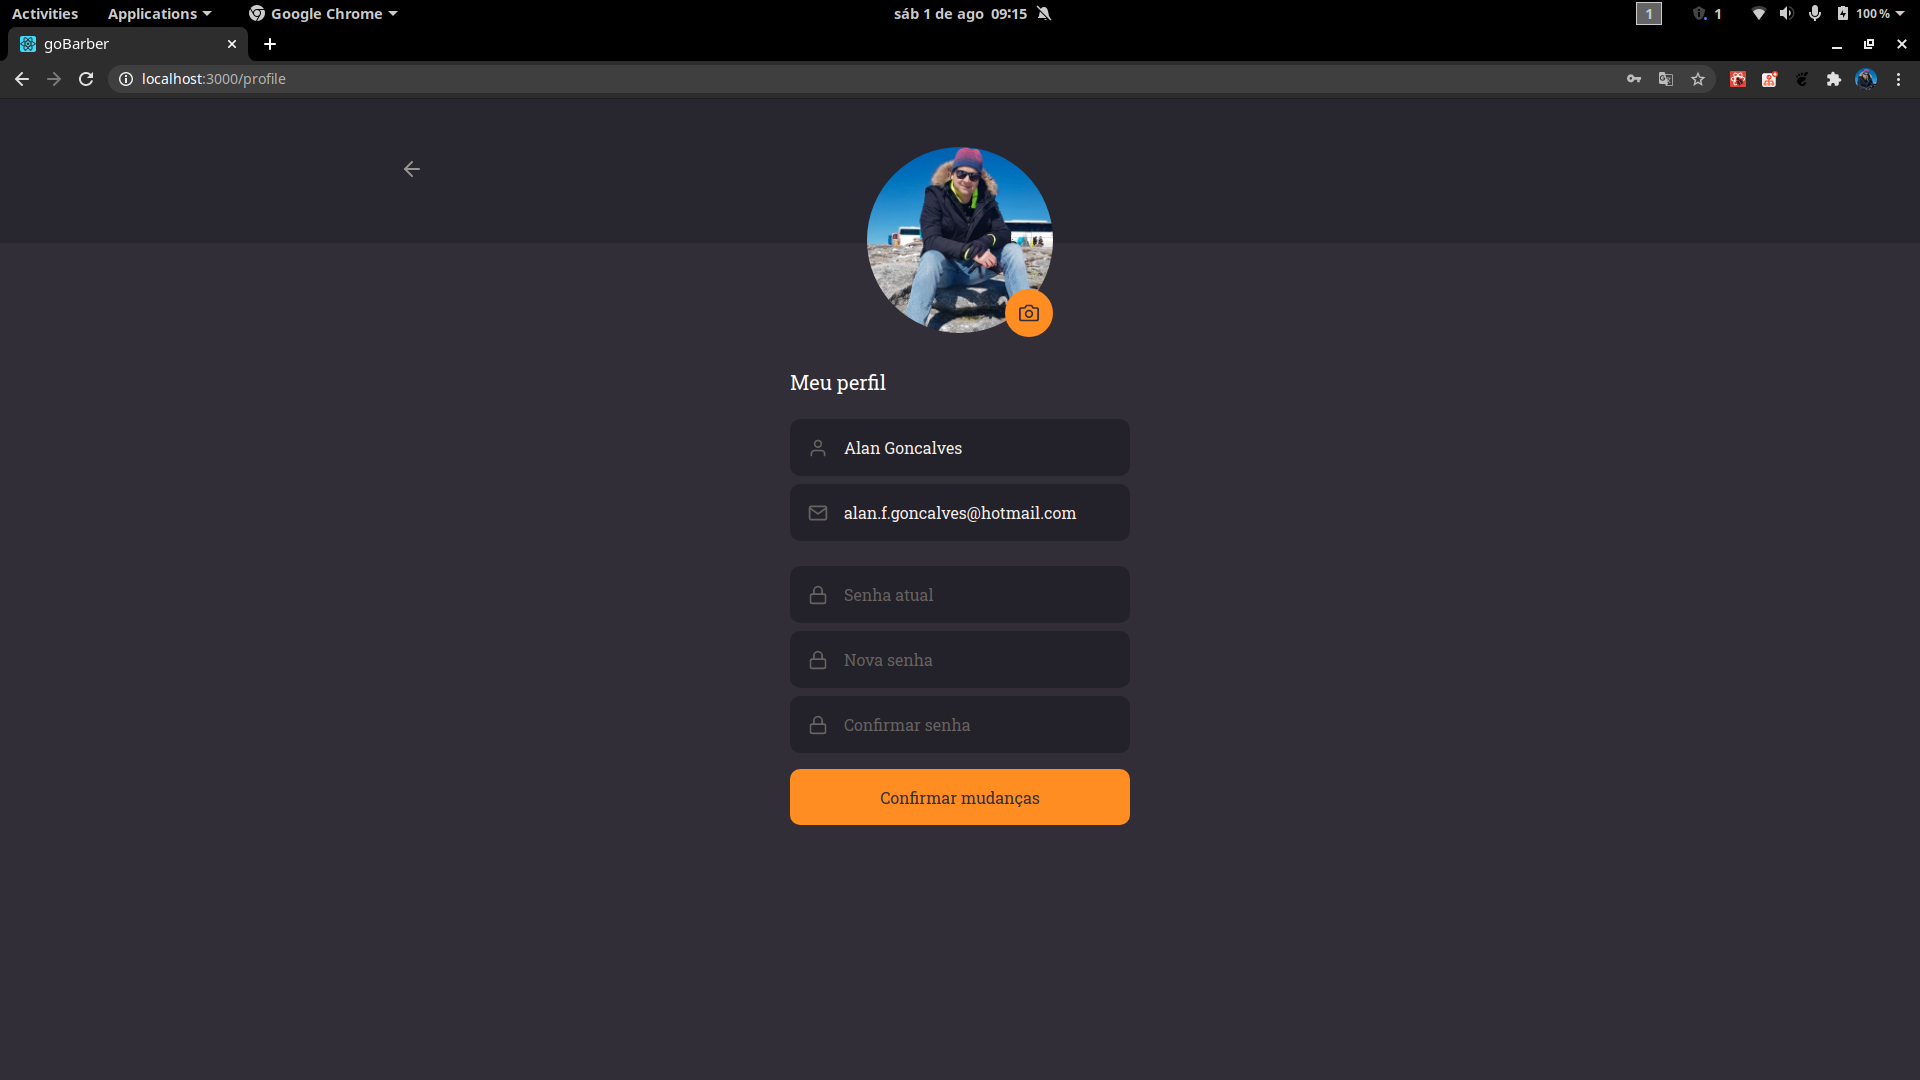 Activities Applications Google Chrome sáb 1 de ago 09:15 1 1 100 %
goBarber
localhost:3000/profile
Meu perfil
Alan Goncalves
alan.f.goncalves@hotmail.com
Senha atual
Nova senha
Confirmar senha
Confirmar mudanças